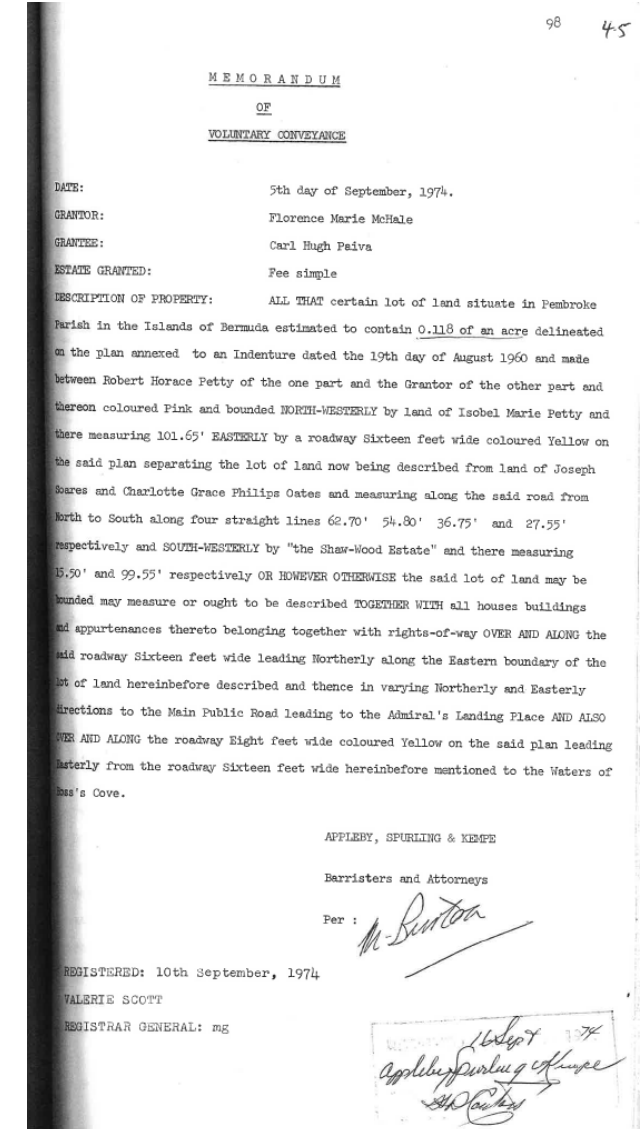 98 45
MEMORANDUM
OF
VOLUNTARY CONVEYANCE
DATE: 5th day of September, 1974.
GRANTOR: Florence Marie McHale
GRANTEE: Carl Hugh Paiva
ESTATE GRANTED: Fee simple
DESCRIPTION OF PROPERTY: ALL THAT certain lot of land situate in Pembroke
Parish in the Islands of Bermuda estimated to contain 0.118 of an acre delineated
on the plan annexed to an Indenture dated the 19th day of August 1960 and made
between Robert Horace Petty of the one part and the Grantor of the other part and
thereon coloured Pink and bounded NORTH-WESTERLY by land of Isobel Marie Petty and
there measuring 101.65' EASTERLY by a roadway Sixteen feet wide coloured Yellow on
the said plan separating the lot of land now being described from land of Joseph
Soares and Charlotte Grace Philips Oates and measuring along the said road from
North to South along four straight lines 62.70' 54.80' 36.75' and 27.55'
respectively and SOUTH-WESTERLY by "the Shaw-Wood Estate" and there measuring
15.50' and 99.55' respectively OR HOWEVER OTHERWISE the said lot of land may be
bounded may measure or ought to be described TOGETHER WITH all houses buildings
and appurtenances thereto belonging together with rights-of-way OVER AND ALONG the
said roadway Sixteen feet wide leading Northerly along the Eastern boundary of the
lot of land hereinbefore described and thence in varying Northerly and Easterly
directions to the Main Public Road leading to the Admiral's Landing Place AND ALSO
OVER AND ALONG the roadway Eight feet wide coloured Yellow on the said plan leading
Easterly from the roadway Sixteen feet wide hereinbefore mentioned to the Waters of
Boss's Cove.
APPLEBY, SPURLING & KEMPE
Barristers and Attorneys
Per : M. Burton
REGISTERED: 10th September, 1974
VALERIE SCOTT
REGISTRAR GENERAL: mg
16 Sept 1974
Appleby Spurling & Kempe